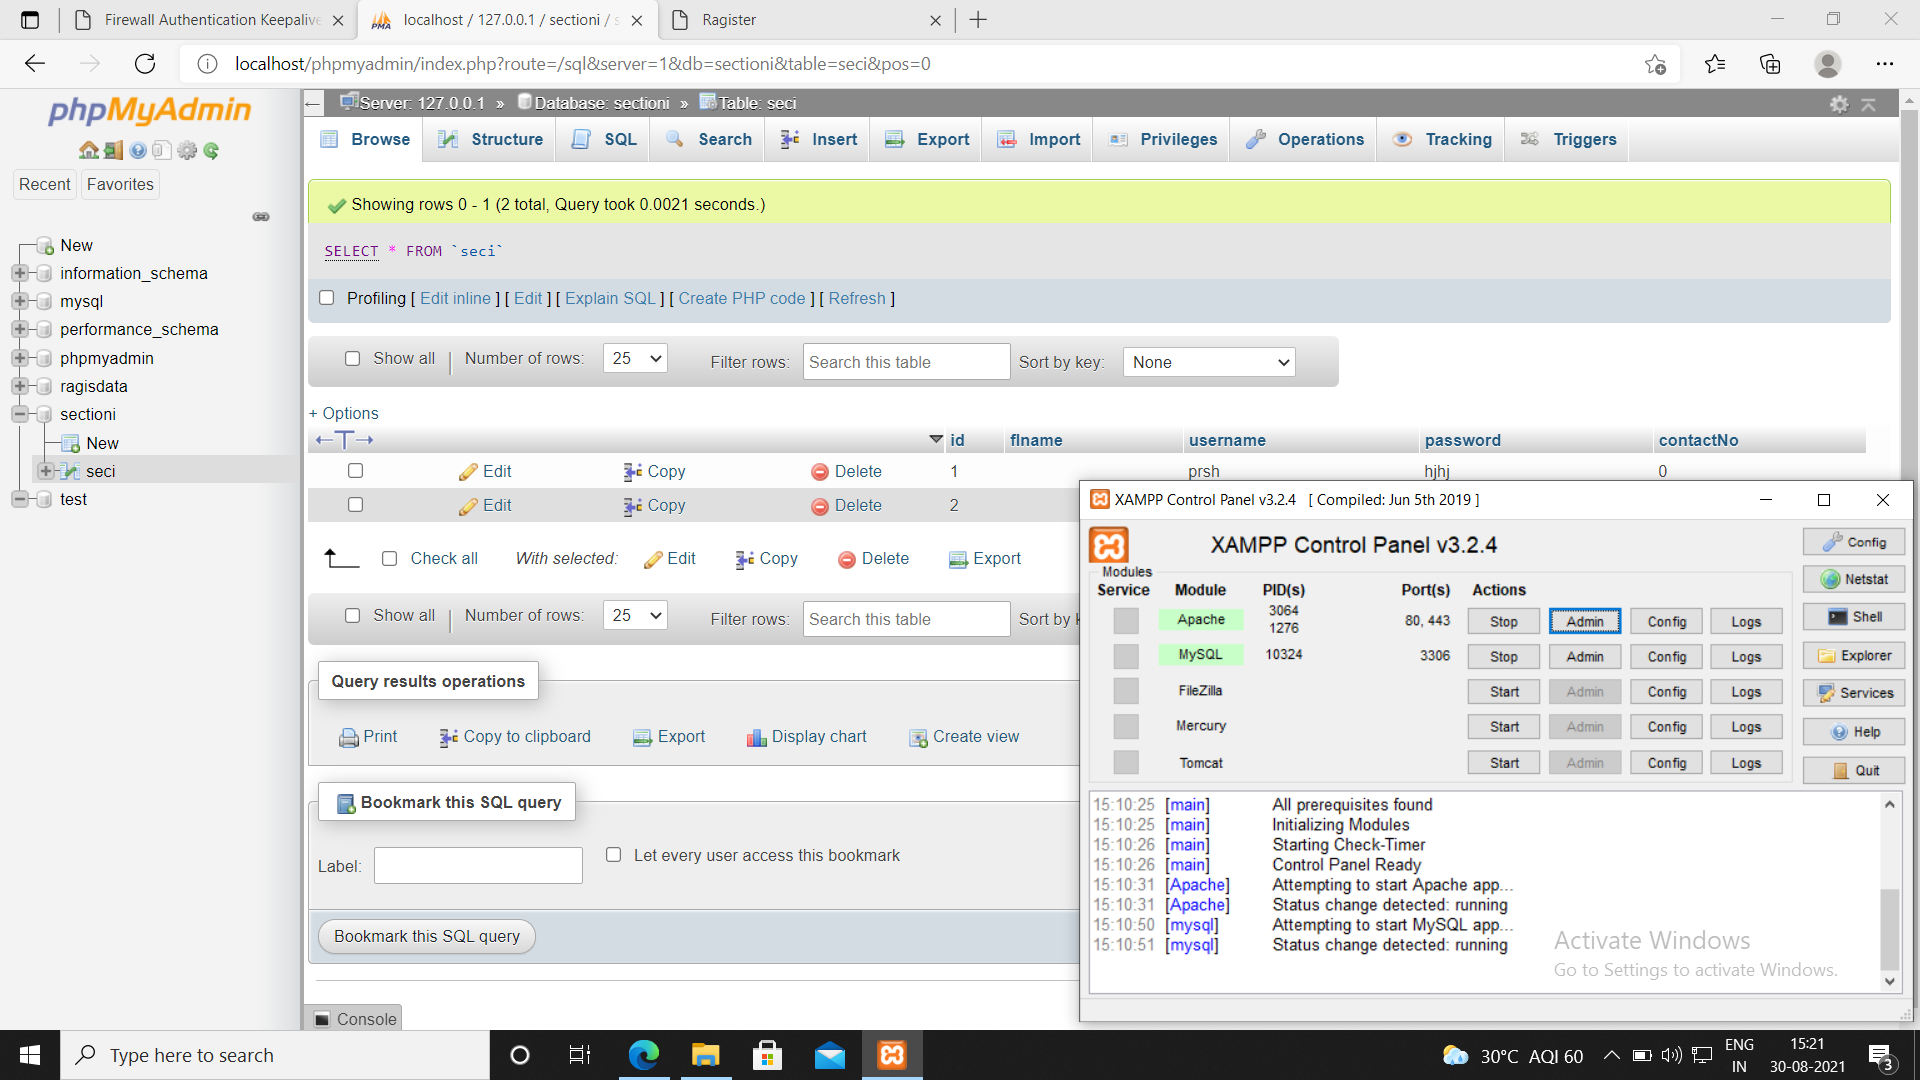 Firewall Authentication Keepalive
localhost / 127.0.0.1 / sectioni / s
Ragister
localhost/phpmyadmin/index.php?route=/sql&server=1&db=sectioni&table=seci&pos=0
phpMyAdmin
Recent
Favorites
New
information_schema
mysql
performance_schema
phpmyadmin
ragisdata
sectioni
New
seci
test
Server: 127.0.0.1 » Database: sectioni » Table: seci
Browse Structure SQL Search Insert Export Import Privileges Operations Tracking Triggers
Showing rows 0 - 1 (2 total, Query took 0.0021 seconds.)
SELECT * FROM `seci`
Profiling [ Edit inline ] [ Edit ] [ Explain SQL ] [ Create PHP code ] [ Refresh ]
Show all | Number of rows: 25 Filter rows: Search this table Sort by key: None
+ Options
←T→ id flname username password contactNo
Edit Copy Delete 1 prsh hjhj 0
Edit Copy Delete 2
Check all With selected: Edit Copy Delete Export
Show all | Number of rows: 25 Filter rows: Search this table Sort by
Query results operations
Print Copy to clipboard Export Display chart Create view
Bookmark this SQL query
Label:
Let every user access this bookmark
Bookmark this SQL query
Console
XAMPP Control Panel v3.2.4 [ Compiled: Jun 5th 2019 ]
XAMPP Control Panel v3.2.4
Modules
Service Module PID(s) Port(s) Actions
Apache 3064
1276 80, 443 Stop Admin Config Logs
MySQL 10324 3306 Stop Admin Config Logs
FileZilla Start Admin Config Logs
Mercury Start Admin Config Logs
Tomcat Start Admin Config Logs
Config
Netstat
Shell
Explorer
Services
Help
Quit
15:10:25 [main] All prerequisites found
15:10:25 [main] Initializing Modules
15:10:26 [main] Starting Check-Timer
15:10:26 [main] Control Panel Ready
15:10:31 [Apache] Attempting to start Apache app...
15:10:31 [Apache] Status change detected: running
15:10:50 [mysql] Attempting to start MySQL app...
15:10:51 [mysql] Status change detected: running
Activate Windows
Go to Settings to activate Windows.
Type here to search
30°C AQI 60
ENG
IN
15:21
30-08-2021
3